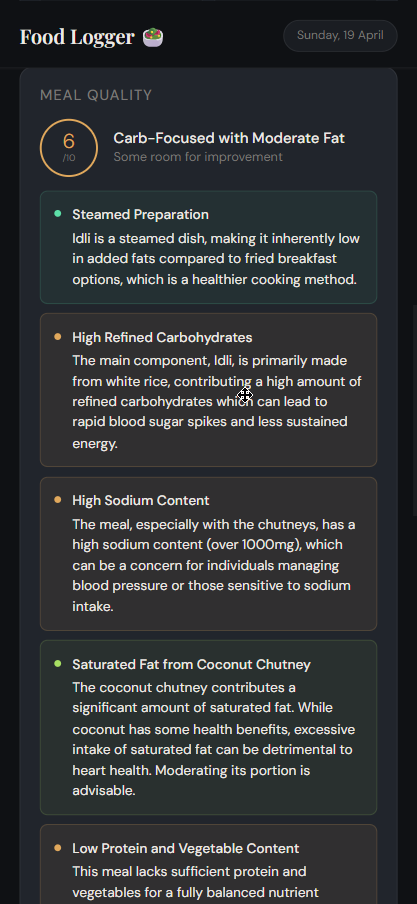 Food Logger 🥗
Sunday, 19 April
MEAL QUALITY
6
/10
Carb-Focused with Moderate Fat
Some room for improvement
Steamed Preparation
Idli is a steamed dish, making it inherently low
in added fats compared to fried breakfast
options, which is a healthier cooking method.
High Refined Carbohydrates
The main component, Idli, is primarily made
from white rice, contributing a high amount of
refined carbohydrates which can lead to
rapid blood sugar spikes and less sustained
energy.
High Sodium Content
The meal, especially with the chutneys, has a
high sodium content (over 1000mg), which
can be a concern for individuals managing
blood pressure or those sensitive to sodium
intake.
Saturated Fat from Coconut Chutney
The coconut chutney contributes a
significant amount of saturated fat. While
coconut has some health benefits, excessive
intake of saturated fat can be detrimental to
heart health. Moderating its portion is
advisable.
Low Protein and Vegetable Content
This meal lacks sufficient protein and
vegetables for a fully balanced nutrient